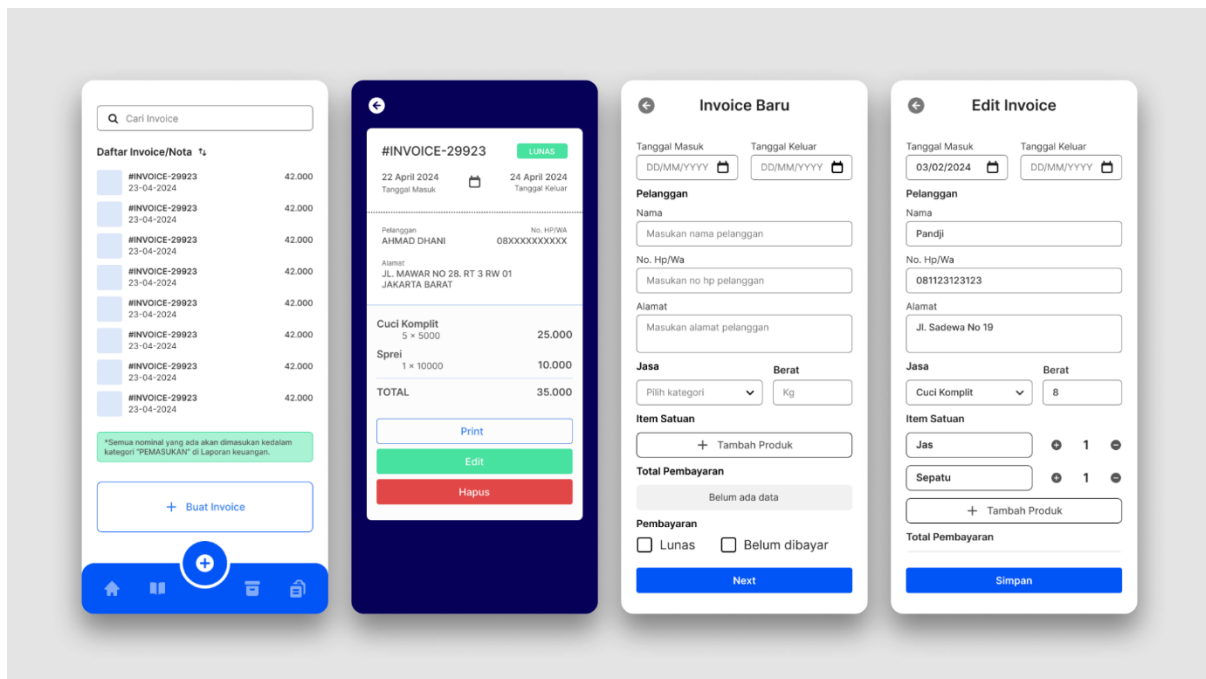 Cari Invoice
Daftar Invoice/Nota
#INVOICE-29923 42.000
23-04-2024
#INVOICE-29923 42.000
23-04-2024
#INVOICE-29923 42.000
23-04-2024
#INVOICE-29923 42.000
23-04-2024
#INVOICE-29923 42.000
23-04-2024
#INVOICE-29923 42.000
23-04-2024
#INVOICE-29923 42.000
23-04-2024
#INVOICE-29923 42.000
23-04-2024
*Semua nominal yang ada akan dimasukan kedalam
kategori "PEMASUKAN" di Laporan keuangan.
+ Buat Invoice
#INVOICE-29923 LUNAS
22 April 2024 24 April 2024
Tanggal Masuk Tanggal Keluar
Pelanggan No. HP/WA
AHMAD DHANI 08XXXXXXXXXX
Alamat
JL. MAWAR NO 28. RT 3 RW 01
JAKARTA BARAT
Cuci Komplit
5 × 5000 25.000
Sprei
1 × 10000 10.000
TOTAL 35.000
Print
Edit
Hapus
Invoice Baru
Tanggal Masuk Tanggal Keluar
DD/MM/YYYY DD/MM/YYYY
Pelanggan
Nama
Masukan nama pelanggan
No. Hp/Wa
Masukan no hp pelanggan
Alamat
Masukan alamat pelanggan
Jasa Berat
Pilih kategori Kg
Item Satuan
+ Tambah Produk
Total Pembayaran
Belum ada data
Pembayaran
Lunas Belum dibayar
Next
Edit Invoice
Tanggal Masuk Tanggal Keluar
03/02/2024 DD/MM/YYYY
Pelanggan
Nama
Pandji
No. Hp/Wa
081123123123
Alamat
Jl. Sadewa No 19
Jasa Berat
Cuci Komplit 8
Item Satuan
Jas 1
Sepatu 1
+ Tambah Produk
Total Pembayaran
Simpan